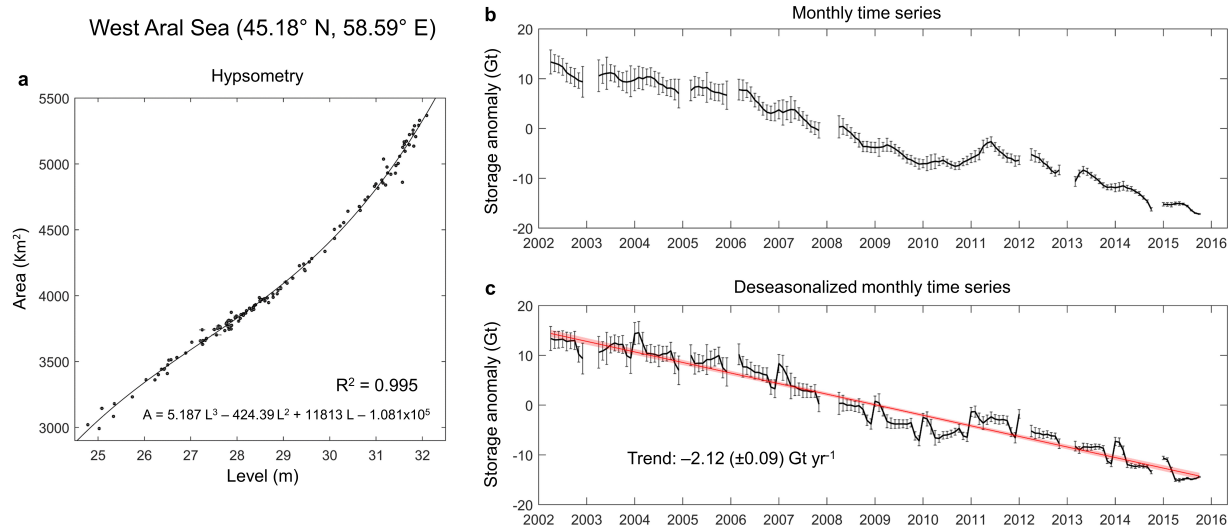 West Aral Sea (45.18° N, 58.59° E)
a
Hypsometry
5500
5000
4500
4000
3500
3000
Area (Km²)
R² = 0.995
A = 5.187 L³ – 424.39 L² + 11813 L – 1.081x10⁵
25 26 27 28 29 30 31 32
Level (m)
b
Monthly time series
20
10
0
-10
-20
Storage anomaly (Gt)
2002 2003 2004 2005 2006 2007 2008 2009 2010 2011 2012 2013 2014 2015 2016
c
Deseasonalized monthly time series
20
10
0
-10
-20
Storage anomaly (Gt)
Trend: –2.12 (±0.09) Gt yr⁻¹
2002 2003 2004 2005 2006 2007 2008 2009 2010 2011 2012 2013 2014 2015 2016